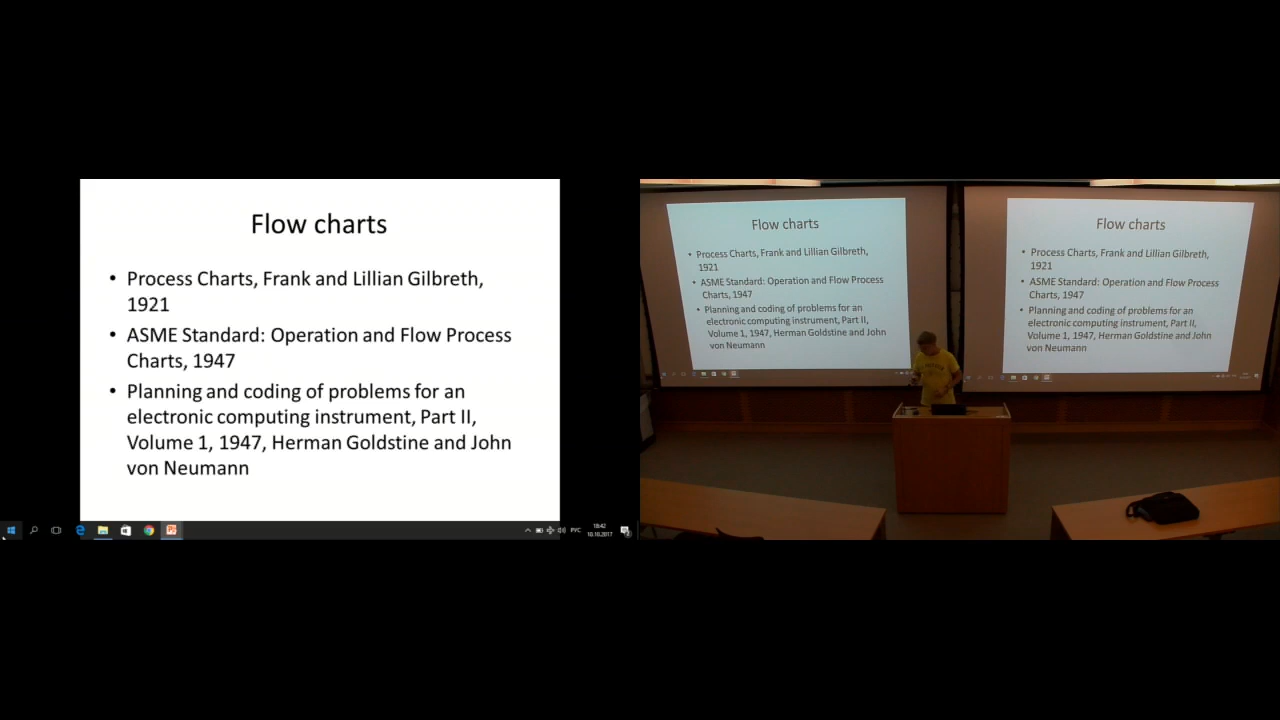 Flow charts
• Process Charts, Frank and Lillian Gilbreth,
1921
• ASME Standard: Operation and Flow Process
Charts, 1947
• Planning and coding of problems for an
electronic computing instrument, Part II,
Volume 1, 1947, Herman Goldstine and John
von Neumann
РУС
18:42
10.10.2017
Flow charts
• Process Charts, Frank and Lillian Gilbreth,
1921
• ASME Standard: Operation and Flow Process
Charts, 1947
• Planning and coding of problems for an
electronic computing instrument, Part II,
Volume 1, 1947, Herman Goldstine and John
von Neumann
Flow charts
• Process Charts, Frank and Lillian Gilbreth,
1921
• ASME Standard: Operation and Flow Process
Charts, 1947
• Planning and coding of problems for an
electronic computing instrument, Part II,
Volume 1, 1947, Herman Goldstine and John
von Neumann